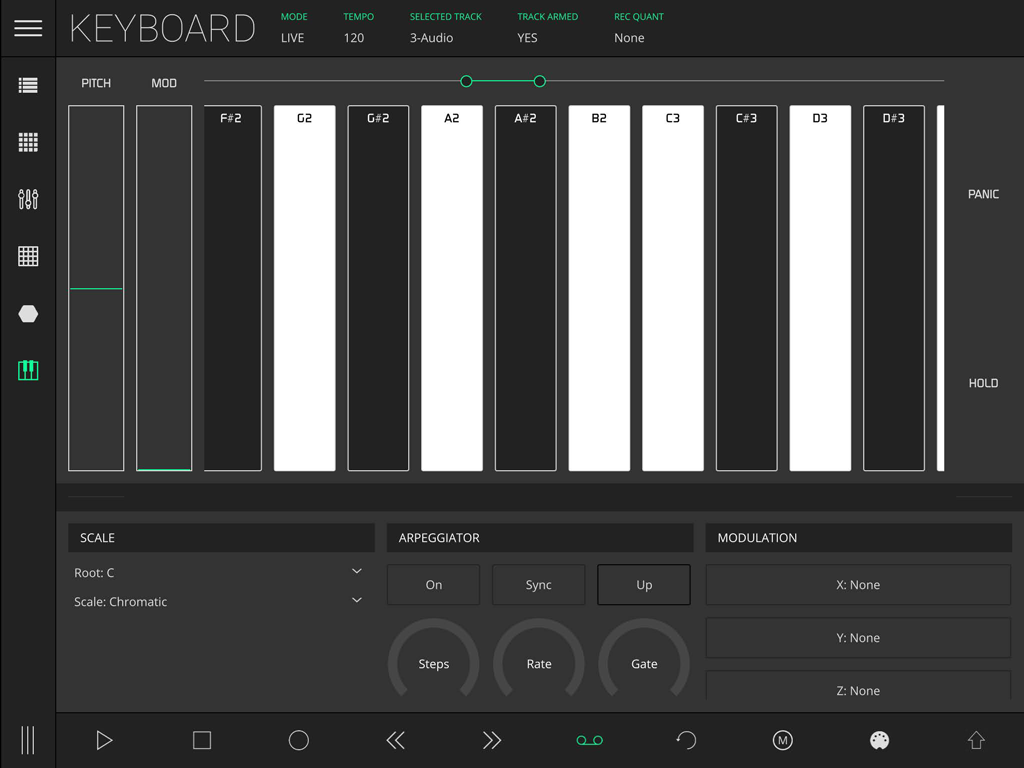 KEYBOARD
MODE TEMPO SELECTED TRACK TRACK ARMED REC QUANT
LIVE 120 3-Audio YES None
PITCH MOD
F#2 G2 G#2 A2 A#2 B2 C3 C#3 D3 D#3
PANIC
HOLD
SCALE ARPEGGIATOR MODULATION
Root: C
Scale: Chromatic
On Sync Up
Steps Rate Gate
X: None
Y: None
Z: None
M